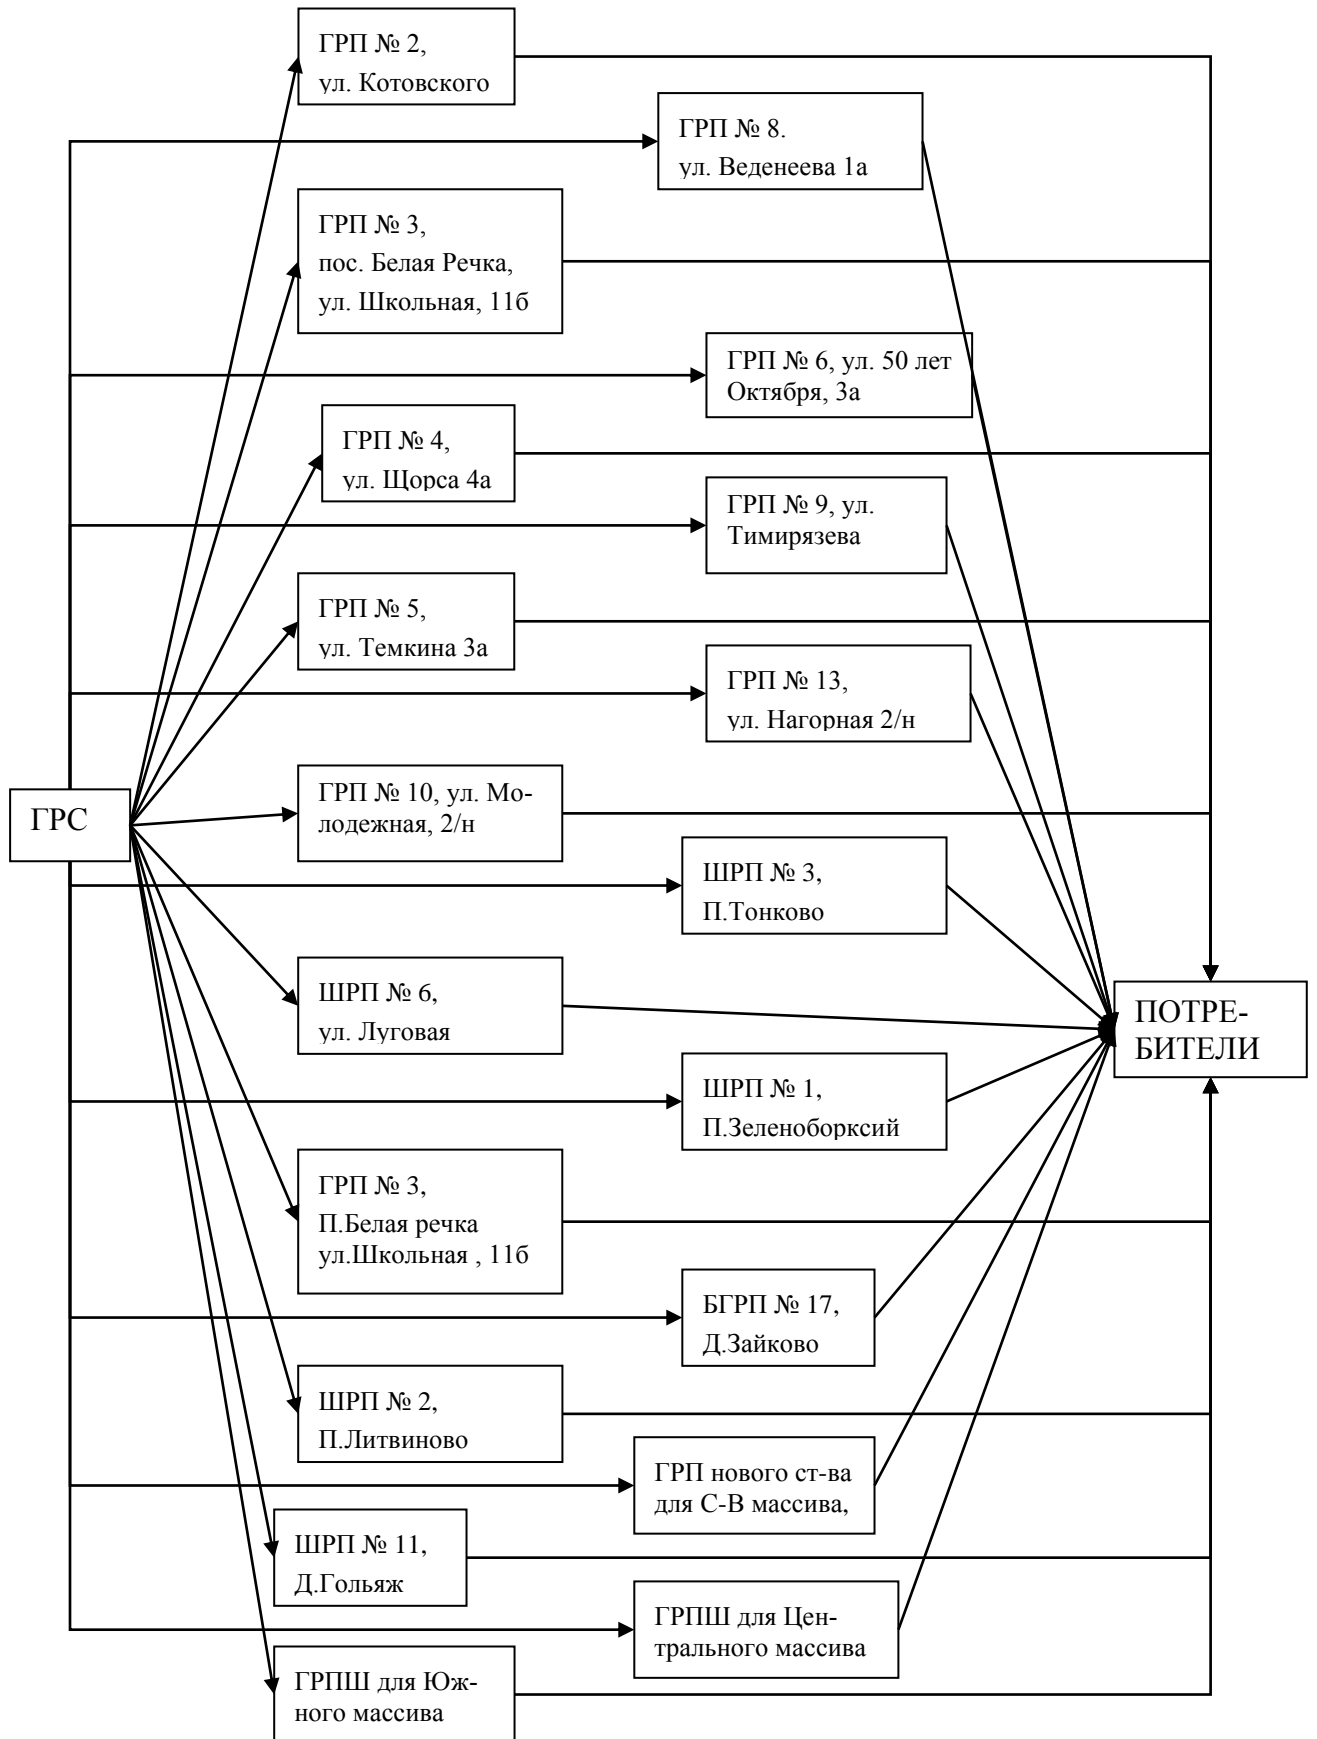 ГРП № 2,
ул. Котовского
ГРП № 8.
ул. Веденеева 1а
ГРП № 3,
пос. Белая Речка,
ул. Школьная, 11б
ГРП № 6, ул. 50 лет
Октября, 3а
ГРП № 4,
ул. Щорса 4а
ГРП № 9, ул.
Тимирязева
ГРП № 5,
ул. Темкина 3а
ГРП № 13,
ул. Нагорная 2/н
ГРС
ГРП № 10, ул. Мо-
лодежная, 2/н
ШРП № 3,
П.Тонково
ШРП № 6,
ул. Луговая
ПОТРЕ-
БИТЕЛИ
ШРП № 1,
П.Зеленоборксий
ГРП № 3,
П.Белая речка
ул.Школьная , 11б
БГРП № 17,
Д.Зайково
ШРП № 2,
П.Литвиново
ГРП нового ст-ва
для С-В массива,
ШРП № 11,
Д.Гольяж
ГРПШ для Цен-
трального массива
ГРПШ для Юж-
ного массива